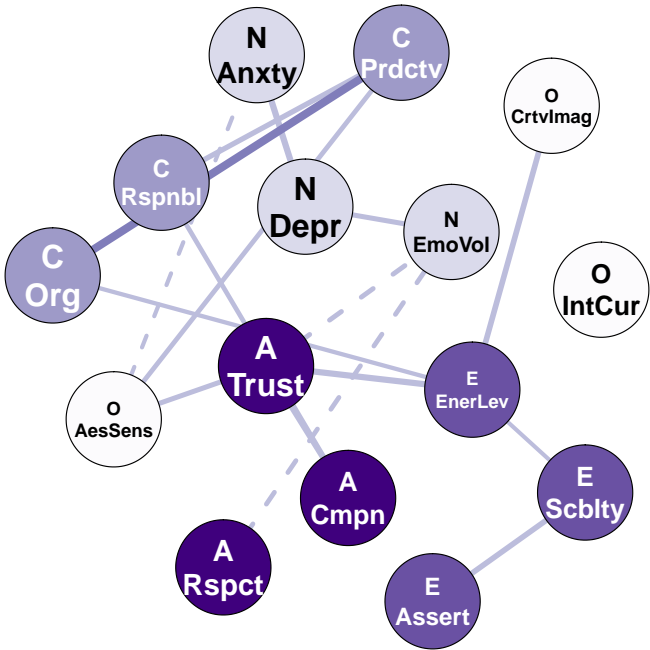 N
Anxty
C
Prdctv
O
CrtvImag
C
Rspnbl
N
Depr
N
EmoVol
C
Org
O
IntCur
A
Trust
E
EnerLev
O
AesSens
A
Cmpn
E
Scblty
A
Rspct
E
Assert